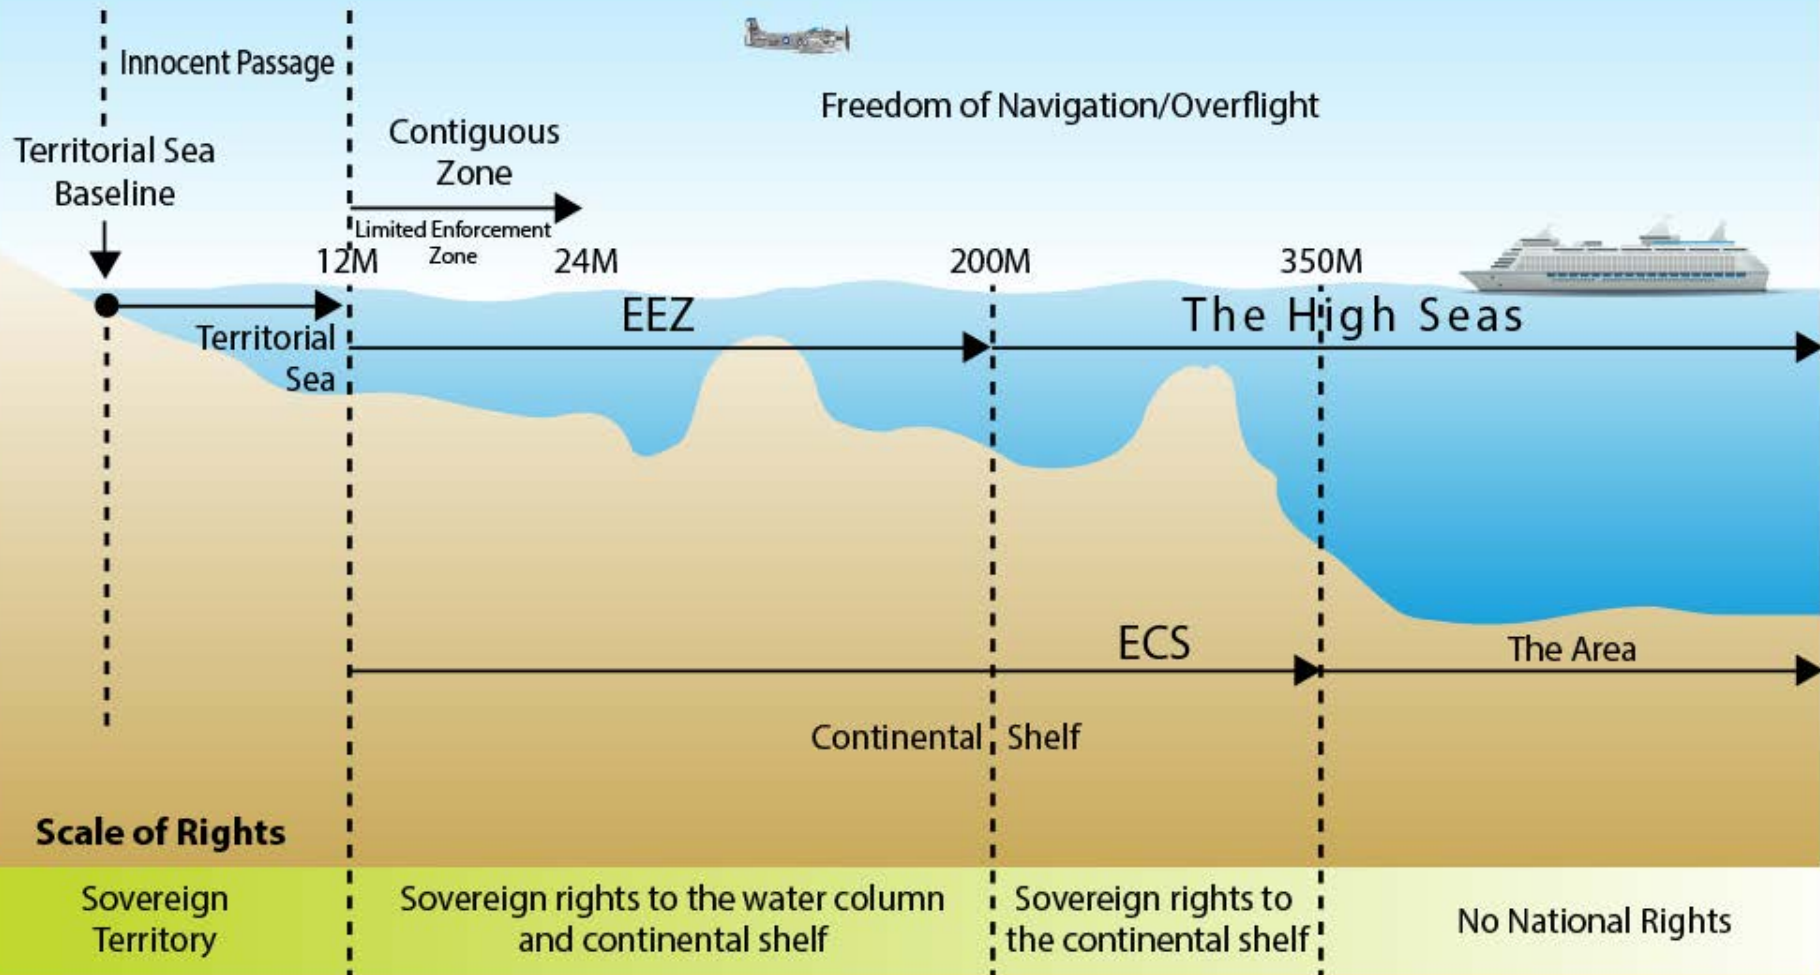 Innocent Passage
Freedom of Navigation/Overflight
Contiguous
Zone
Territorial Sea
Baseline
Limited Enforcement
Zone
12M
24M
200M
350M
EEZ
The High Seas
Territorial
Sea
ECS
The Area
Continental Shelf
Scale of Rights
Sovereign
Territory
Sovereign rights to the water column
and continental shelf
Sovereign rights to
the continental shelf
No National Rights